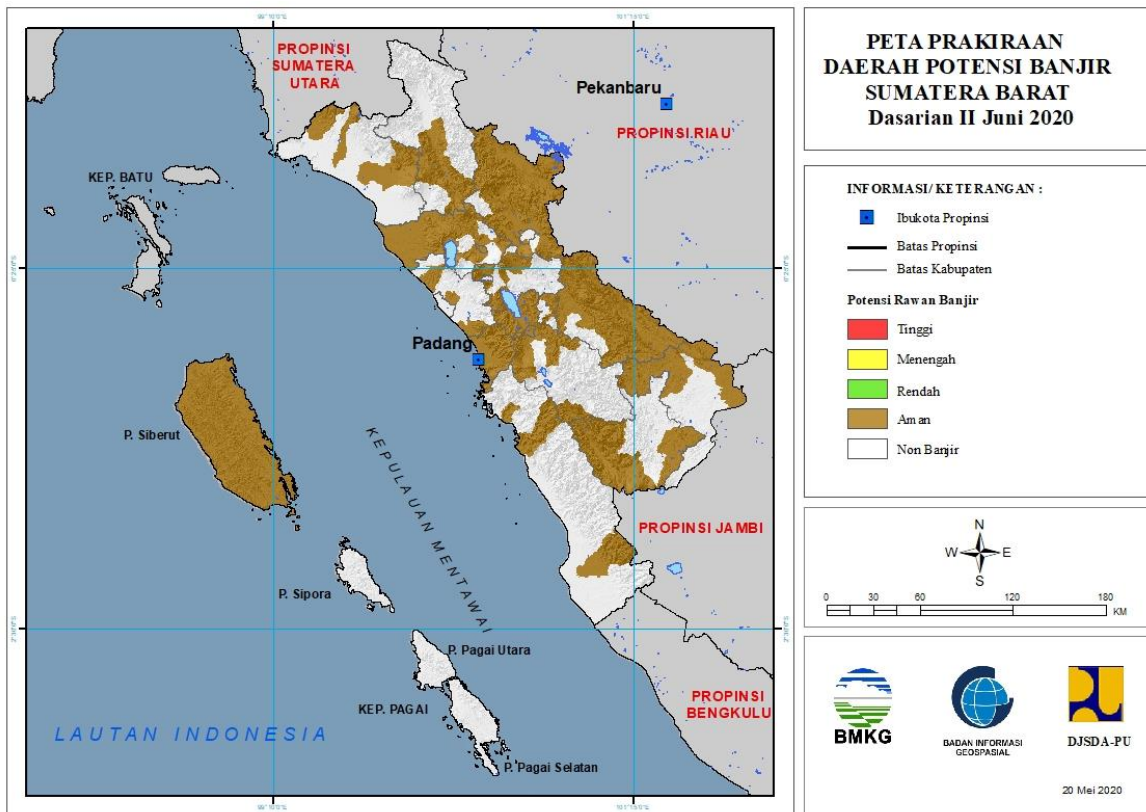 PROPINSI
SUMATERA
UTARA
Pekanbaru
PROPINSI RIAU
KEP. BATU
Padang
P. Siberut
KEPULAUAN MENTAWAI
PROPINSI JAMBI
P. Sipora
P. Pagai Utara
KEP. PAGAI
PROPINSI
BENGKULU
LAUTAN INDONESIA
P. Pagai Selatan
PETA PRAKIRAAN
DAERAH POTENSI BANJIR
SUMATERA BARAT
Dasarian II Juni 2020
INFORMASI/ KETERANGAN :
Ibukota Propinsi
Batas Propinsi
Batas Kabupaten
Potensi Rawan Banjir
Tinggi
Menengah
Rendah
Aman
Non Banjir
N
W E
S
0 30 60 120 180
KM
BMKG
BADAN INFORMASI
GEOSPASIAL
DJSDA-PU
20 Mei 2020